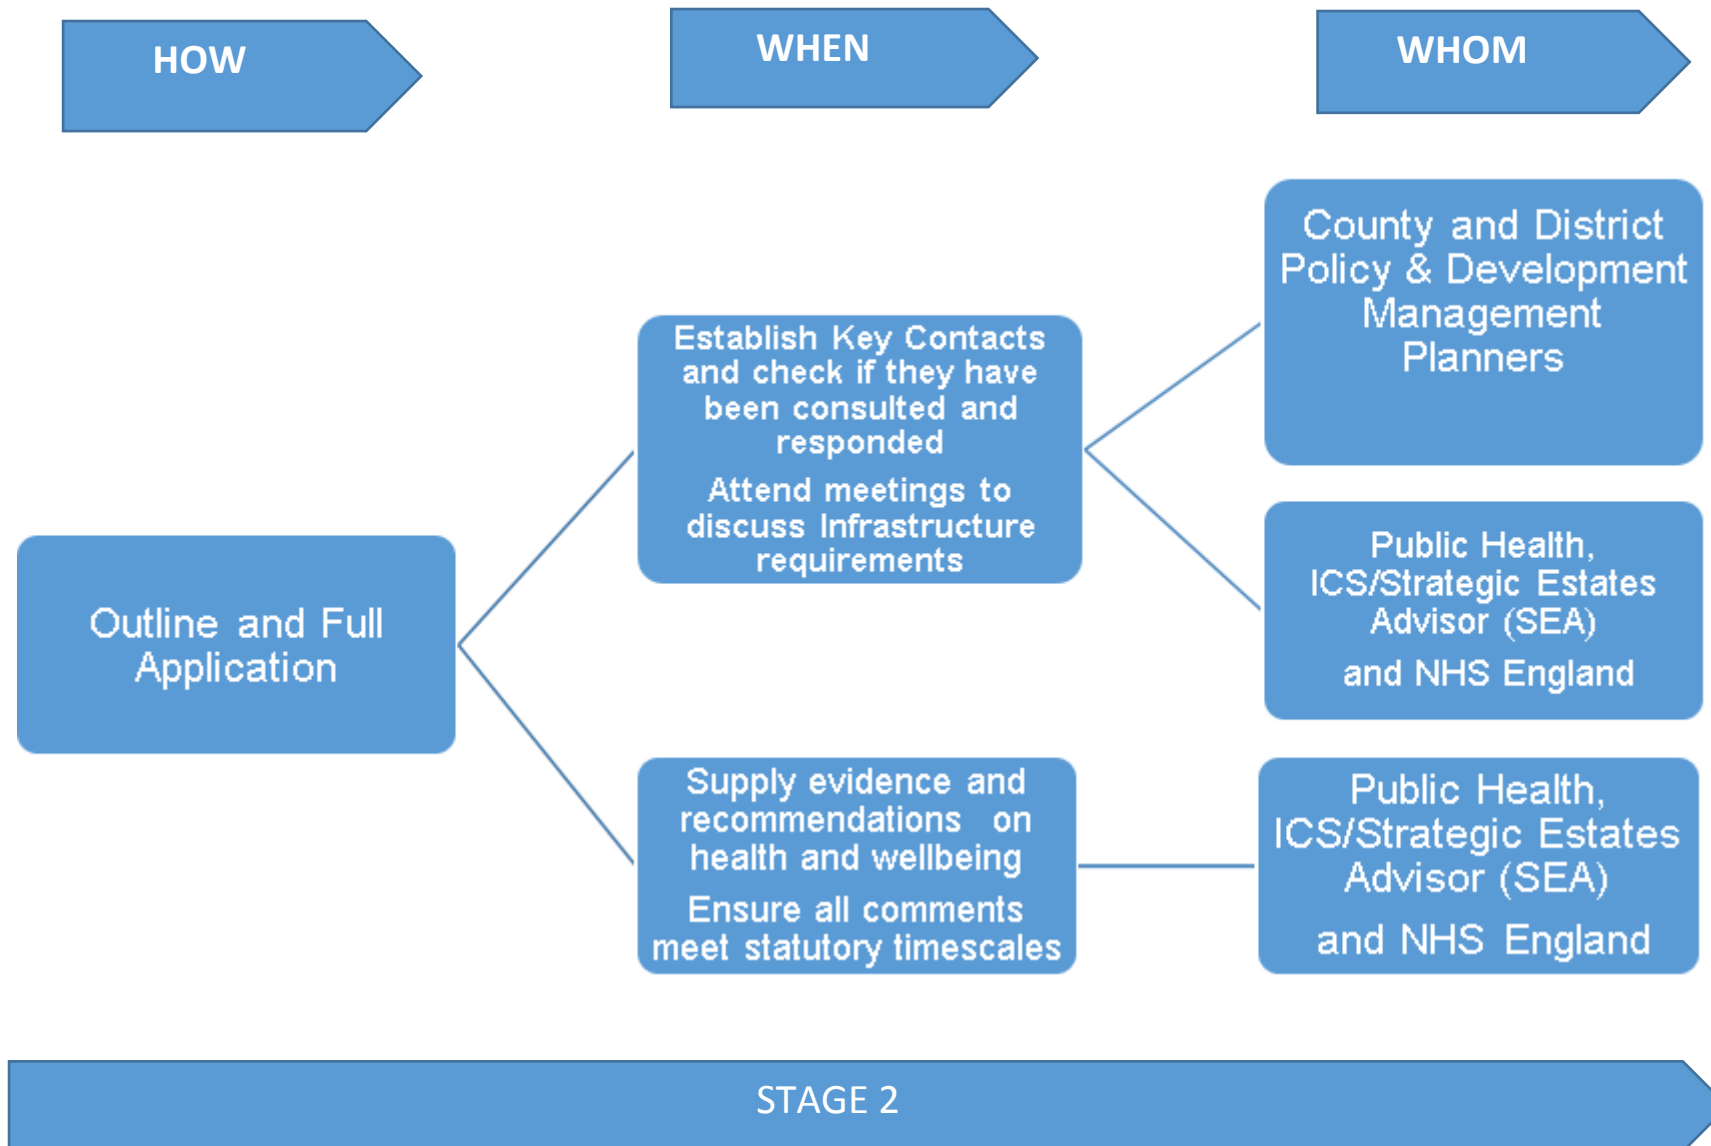 HOW
WHEN
WHOM
Outline and Full
Application
Establish Key Contacts
and check if they have
been consulted and
responded
Attend meetings to
discuss Infrastructure
requirements
County and District
Policy & Development
Management
Planners
Public Health,
ICS/Strategic Estates
Advisor (SEA)
and NHS England
Supply evidence and
recommendations on
health and wellbeing
Ensure all comments
meet statutory timescales
Public Health,
ICS/Strategic Estates
Advisor (SEA)
and NHS England
STAGE 2